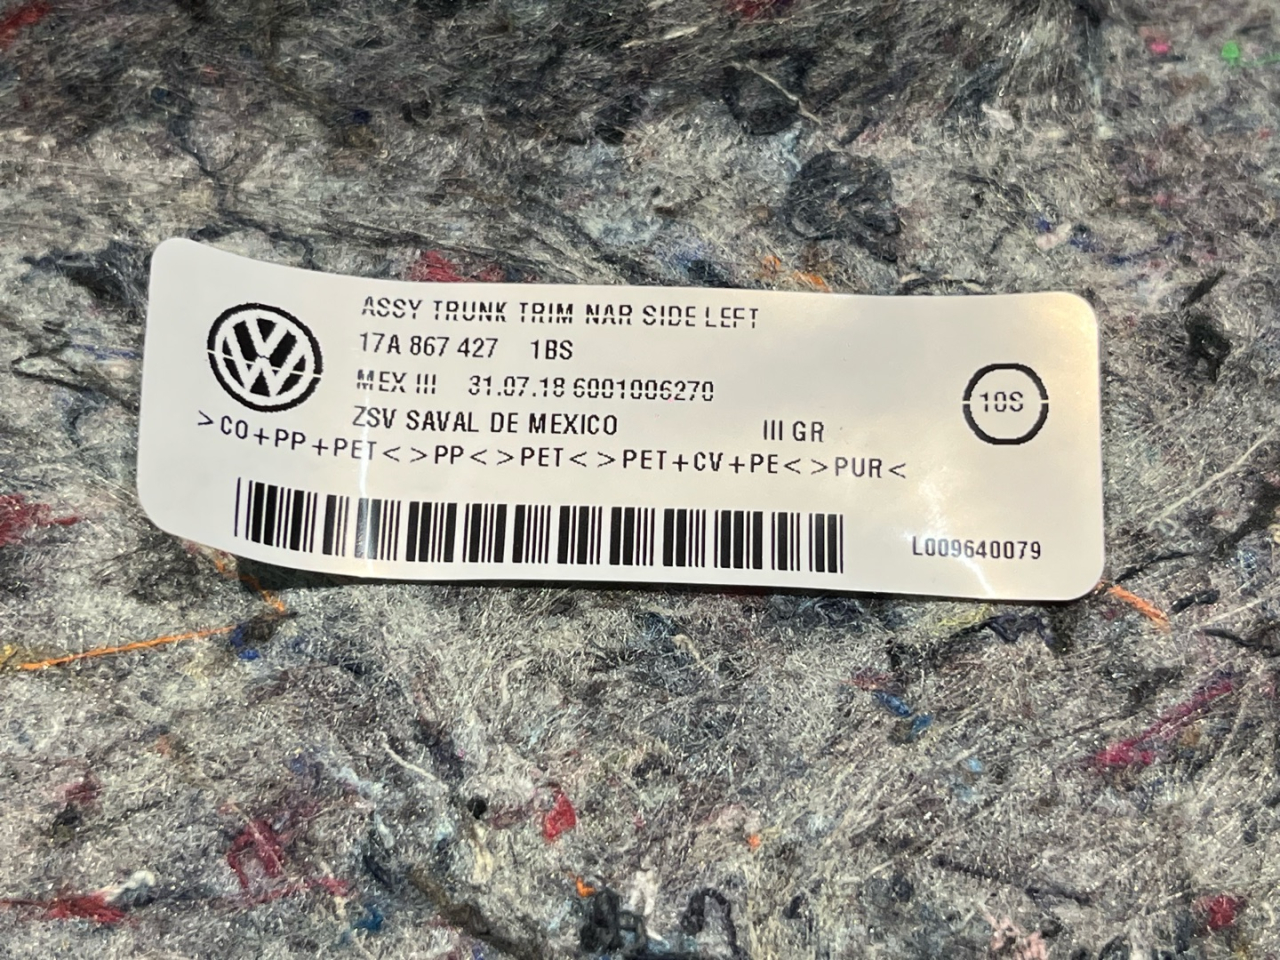 ASSY TRUNK TRIM NAR SIDE LEFT
17A 867 427 1BS
MEX III 31.07.18 6001006270
ZSV SAVAL DE MEXICO III GR
>CO+PP+PET<>PP<>PET<>PET+CV+PE<>PUR<
10S
L009640079